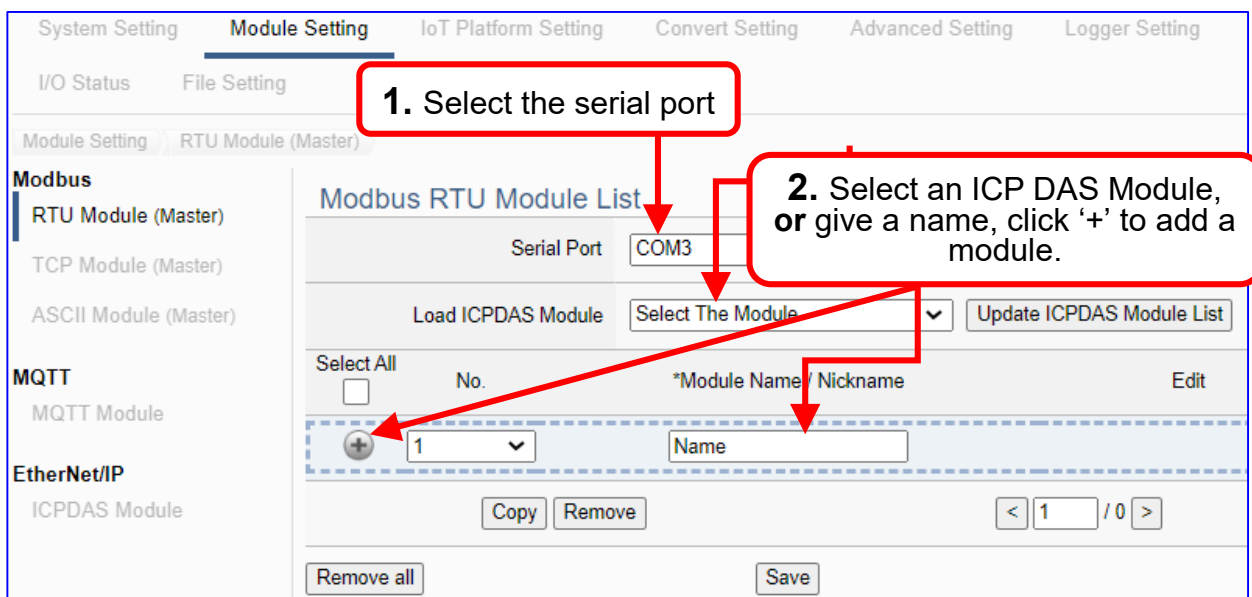 System Setting Module Setting IoT Platform Setting Convert Setting Advanced Setting Logger Setting
I/O Status File Setting
1. Select the serial port
Module Setting RTU Module (Master)
Modbus
RTU Module (Master)
TCP Module (Master)
ASCII Module (Master)
MQTT
MQTT Module
EtherNet/IP
ICPDAS Module
Modbus RTU Module List
2. Select an ICP DAS Module,
or give a name, click ‘+’ to add a
module.
Serial Port COM3
Load ICPDAS Module Select The Module Update ICPDAS Module List
Select All No. *Module Name / Nickname Edit
+ 1 Name
Copy Remove < 1 / 0 >
Remove all Save